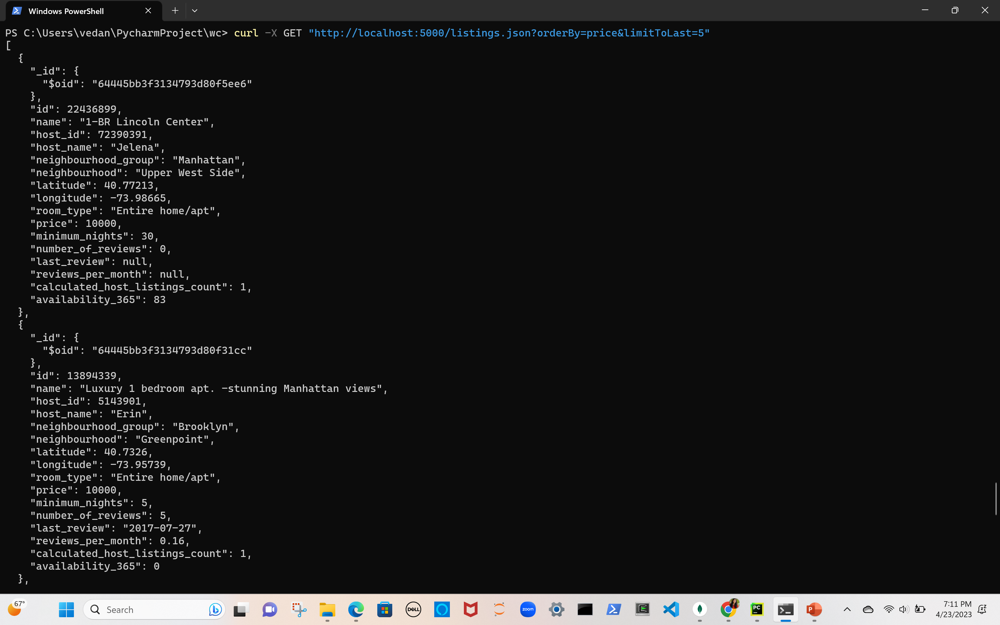 Windows PowerShell
PS C:\Users\vedan\PycharmProject\wc> curl -X GET "http://localhost:5000/listings.json?orderBy=price&limitToLast=5"
[
  {
    "_id": {
      "$oid": "64445bb3f3134793d80f5ee6"
    },
    "id": 22436899,
    "name": "1-BR Lincoln Center",
    "host_id": 72390391,
    "host_name": "Jelena",
    "neighbourhood_group": "Manhattan",
    "neighbourhood": "Upper West Side",
    "latitude": 40.77213,
    "longitude": -73.98665,
    "room_type": "Entire home/apt",
    "price": 10000,
    "minimum_nights": 30,
    "number_of_reviews": 0,
    "last_review": null,
    "reviews_per_month": null,
    "calculated_host_listings_count": 1,
    "availability_365": 83
  },
  {
    "_id": {
      "$oid": "64445bb3f3134793d80f31cc"
    },
    "id": 13894339,
    "name": "Luxury 1 bedroom apt. -stunning Manhattan views",
    "host_id": 5143901,
    "host_name": "Erin",
    "neighbourhood_group": "Brooklyn",
    "neighbourhood": "Greenpoint",
    "latitude": 40.7326,
    "longitude": -73.95739,
    "room_type": "Entire home/apt",
    "price": 10000,
    "minimum_nights": 5,
    "number_of_reviews": 5,
    "last_review": "2017-07-27",
    "reviews_per_month": 0.16,
    "calculated_host_listings_count": 1,
    "availability_365": 0
  },
67°
Search
DELL
zoom
PC
P
7:11 PM
4/23/2023